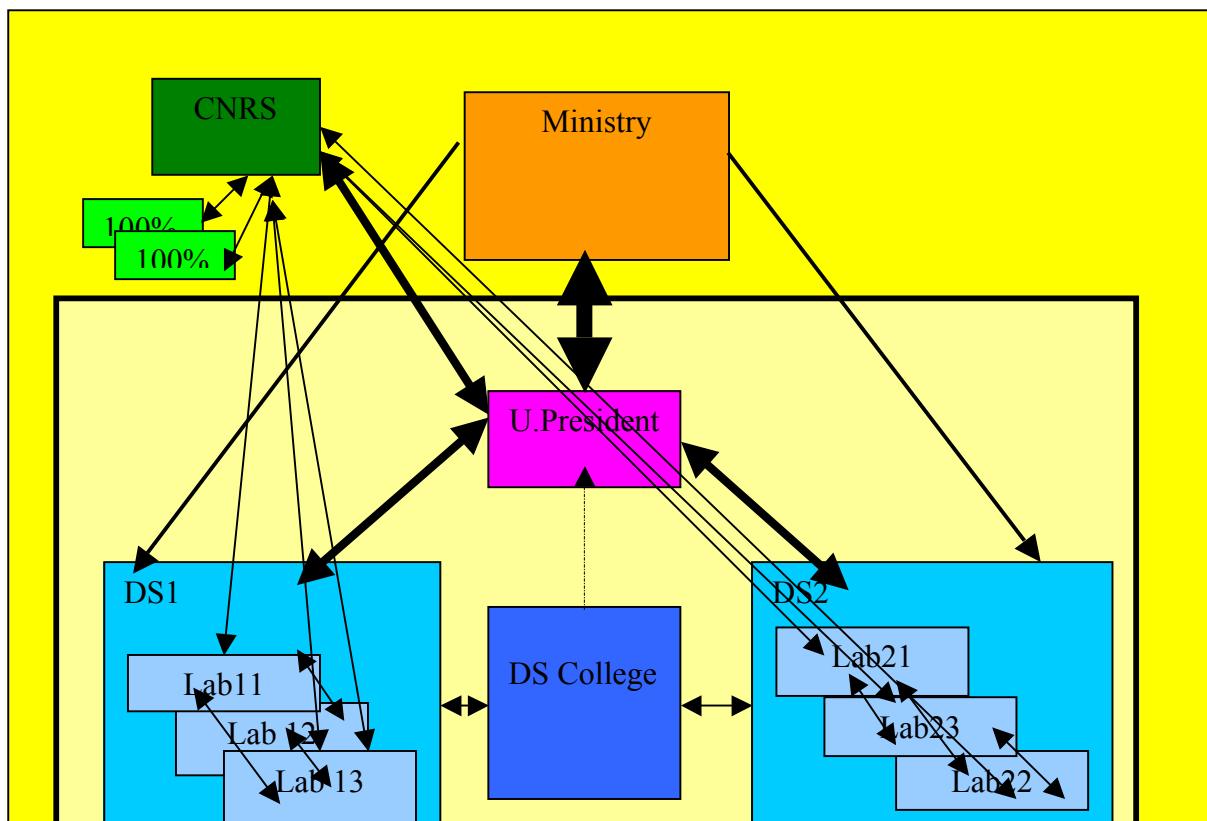 CNRS
Ministry
100%
100%
U.President
DS1
DS2
DS College
Lab11
Lab 12
Lab 13
Lab21
Lab23
Lab22